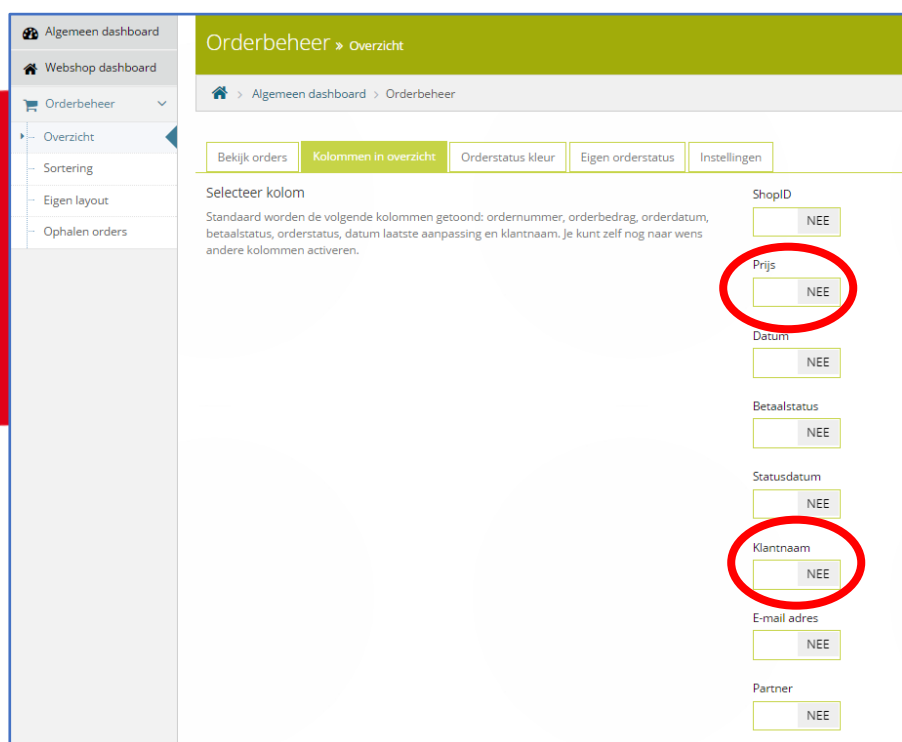 Algemeen dashboard
Webshop dashboard
Orderbeheer
Overzicht
Sortering
Eigen layout
Ophalen orders
Orderbeheer » Overzicht
> Algemeen dashboard > Orderbeheer
Bekijk orders Kolommen in overzicht Orderstatus kleur Eigen orderstatus Instellingen
Selecteer kolom
Standaard worden de volgende kolommen getoond: ordernummer, orderbedrag, orderdatum,
betaalstatus, orderstatus, datum laatste aanpassing en klantnaam. Je kunt zelf nog naar wens
andere kolommen activeren.
ShopID
NEE
Prijs
NEE
Datum
NEE
Betaalstatus
NEE
Statusdatum
NEE
Klantnaam
NEE
E-mail adres
NEE
Partner
NEE